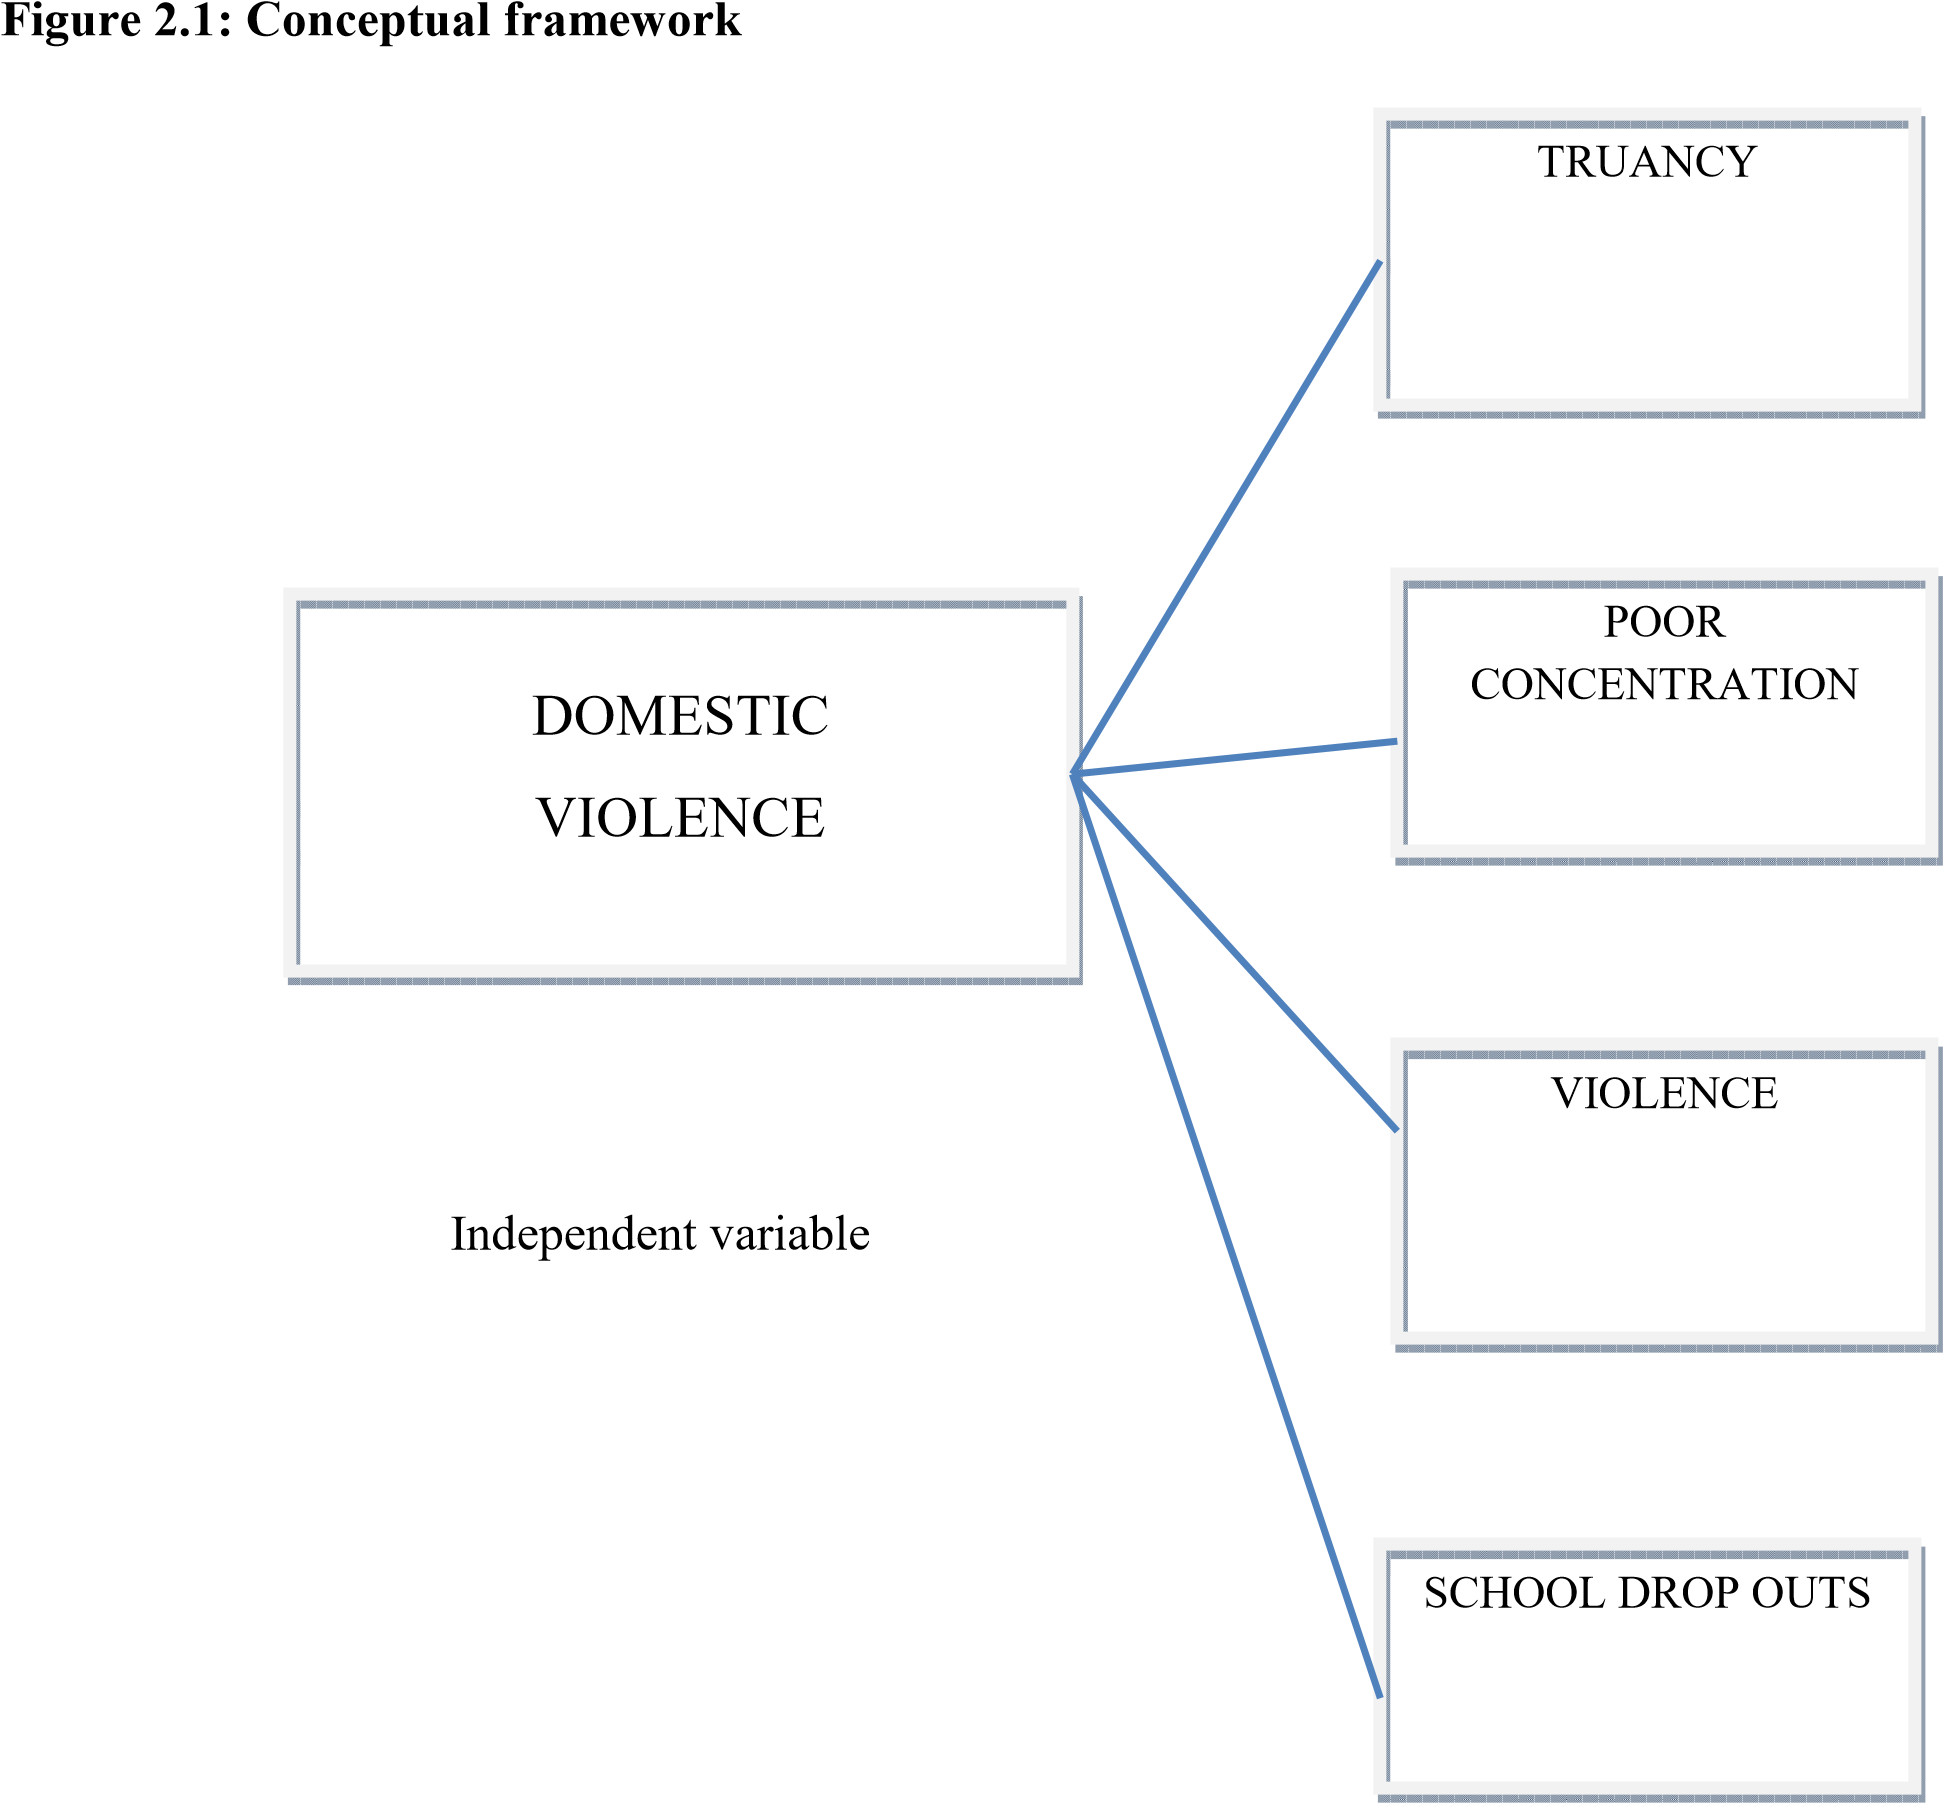 Figure 2.1: Conceptual framework
TRUANCY
POOR
CONCENTRATION
DOMESTIC
VIOLENCE
VIOLENCE
Independent variable
SCHOOL DROP OUTS